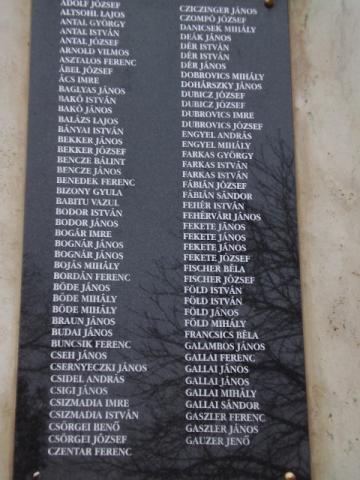 ADOLF JÓZSEF
ALTSOHL LAJOS
ANTAL GYÖRGY
ANTAL ISTVÁN
ANTAL JÓZSEF
ARNOLD VILMOS
ASZTALOS FERENC
ÁBEL JÓZSEF
ÁCS IMRE
BAGLYAS JÁNOS
BAKÓ ISTVÁN
BAKÓ JÁNOS
BALÁZS LAJOS
BÁNYAI ISTVÁN
BEKKER JÁNOS
BEKKER JÓZSEF
BENCZE BÁLINT
BENCZE JÁNOS
BENEDEK FERENC
BIZONY GYULA
BABITU VAZUL
BODOR ISTVÁN
BODOR JÁNOS
BOGÁR IMRE
BOGNÁR JÁNOS
BOGNÁR JÁNOS
BOJÁS MIHÁLY
BORDÁN FERENC
BŐDE JÁNOS
BŐDE MIHÁLY
BŐDE MIHÁLY
BRAUN JÁNOS
BUDAI JÁNOS
BUNCSIK FERENC
CSEH JÁNOS
CSERNYECZKI JÁNOS
CSIDEL ANDRÁS
CSIGI JÁNOS
CSIZMADIA IMRE
CSIZMADIA ISTVÁN
CSÖRGEI BENŐ
CSÖRGEI JÓZSEF
CZENTAR FERENC
CZICZINGER JÁNOS
CZOMPÓ JÓZSEF
DANICSEK MIHÁLY
DEÁK JÁNOS
DÉR ISTVÁN
DÉR ISTVÁN
DÉR JÁNOS
DOBROVICS MIHÁLY
DOHÁRSZKY JÁNOS
DUBICZ JÓZSEF
DUBICZ JÓZSEF
DUBROVICS IMRE
DUBROVICS JÓZSEF
ENGYEL ANDRÁS
ENGYEL MIHÁLY
FARKAS GYÖRGY
FARKAS ISTVÁN
FARKAS ISTVÁN
FÁBIÁN JÓZSEF
FÁBIÁN SÁNDOR
FEHÉR ISTVÁN
FEHÉRVÁRI JÁNOS
FEKETE JÁNOS
FEKETE JÁNOS
FEKETE JÁNOS
FEKETE JÓZSEF
FISCHER BÉLA
FISCHER JÓZSEF
FÖLD ISTVÁN
FÖLD ISTVÁN
FÖLD JÁNOS
FÖLD MIHÁLY
FRANCSICS BÉLA
GALAMBOS JÁNOS
GALLAI FERENC
GALLAI JÁNOS
GALLAI JÁNOS
GALLAI MIHÁLY
GALLAI SÁNDOR
GASZLER FERENC
GASZLER JÁNOS
GAUZER JENŐ